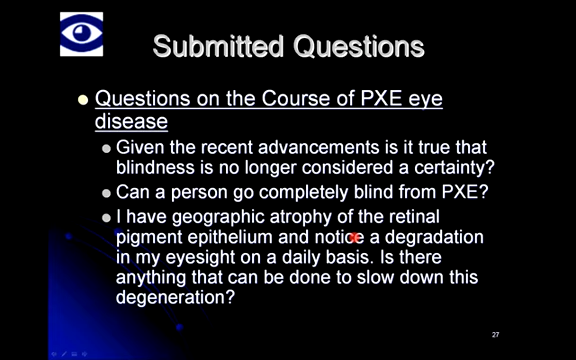 Submitted Questions
Questions on the Course of PXE eye
disease
Given the recent advancements is it true that
blindness is no longer considered a certainty?
Can a person go completely blind from PXE?
I have geographic atrophy of the retinal
pigment epithelium and notice a degradation
in my eyesight on a daily basis. Is there
anything that can be done to slow down this
degeneration?
27